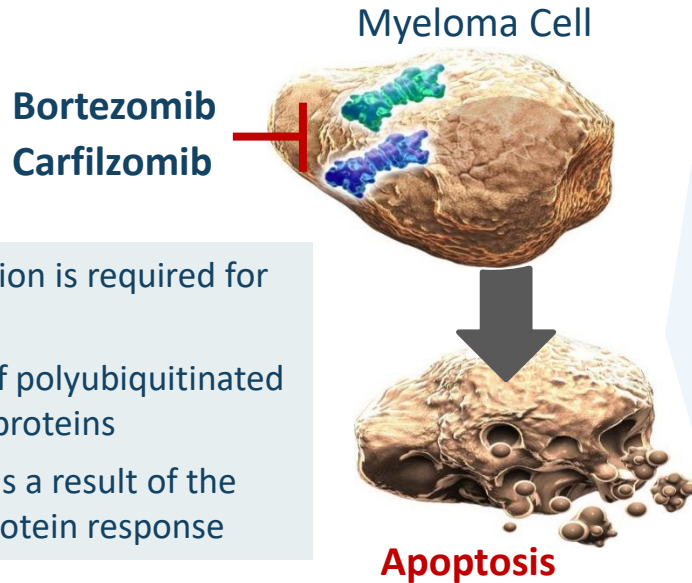 Myeloma Cell
Bortezomib
Carfilzomib
ion is required for
f polyubiquitinated
proteins
s a result of the
otein response
Apoptosis